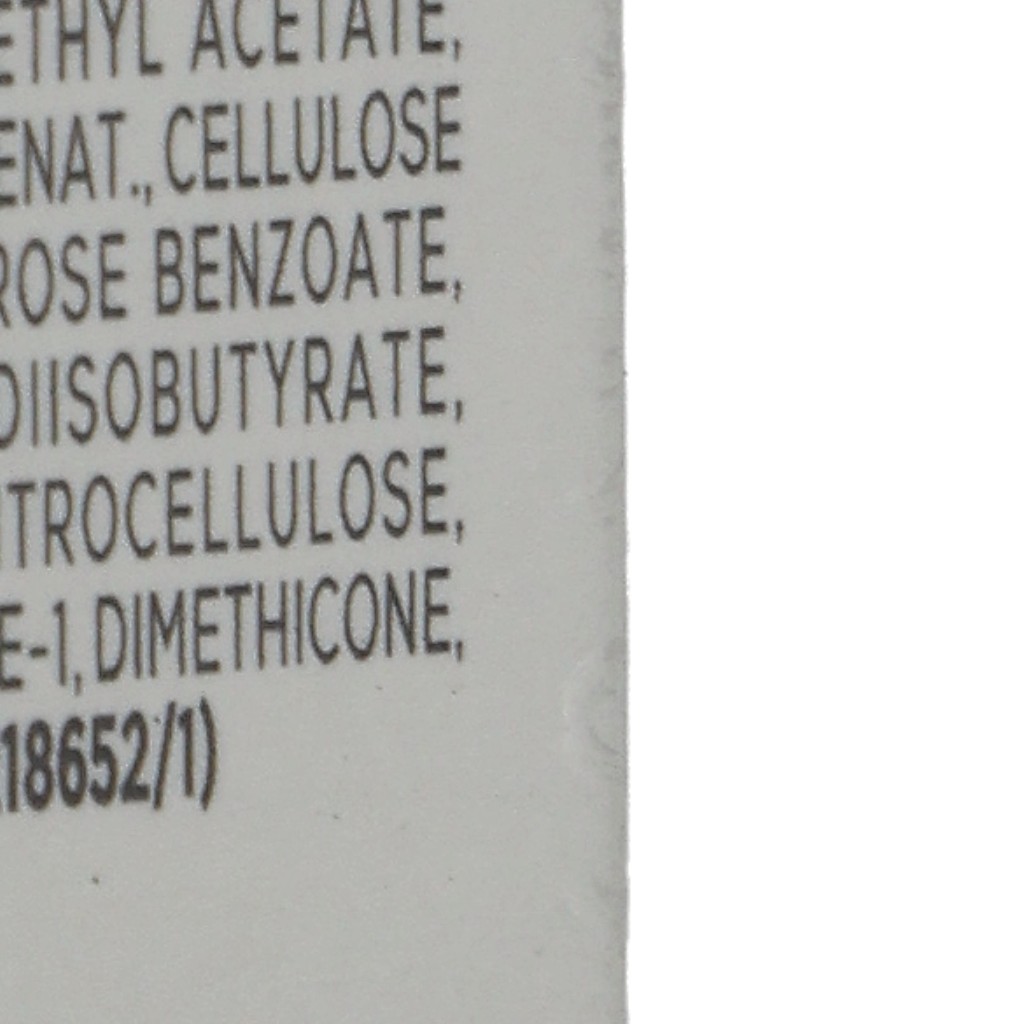 ETHYL ACETATE,
ENAT., CELLULOSE
ROSE BENZOATE,
DIISOBUTYRATE,
ITROCELLULOSE,
E-1, DIMETHICONE,
18652/1)